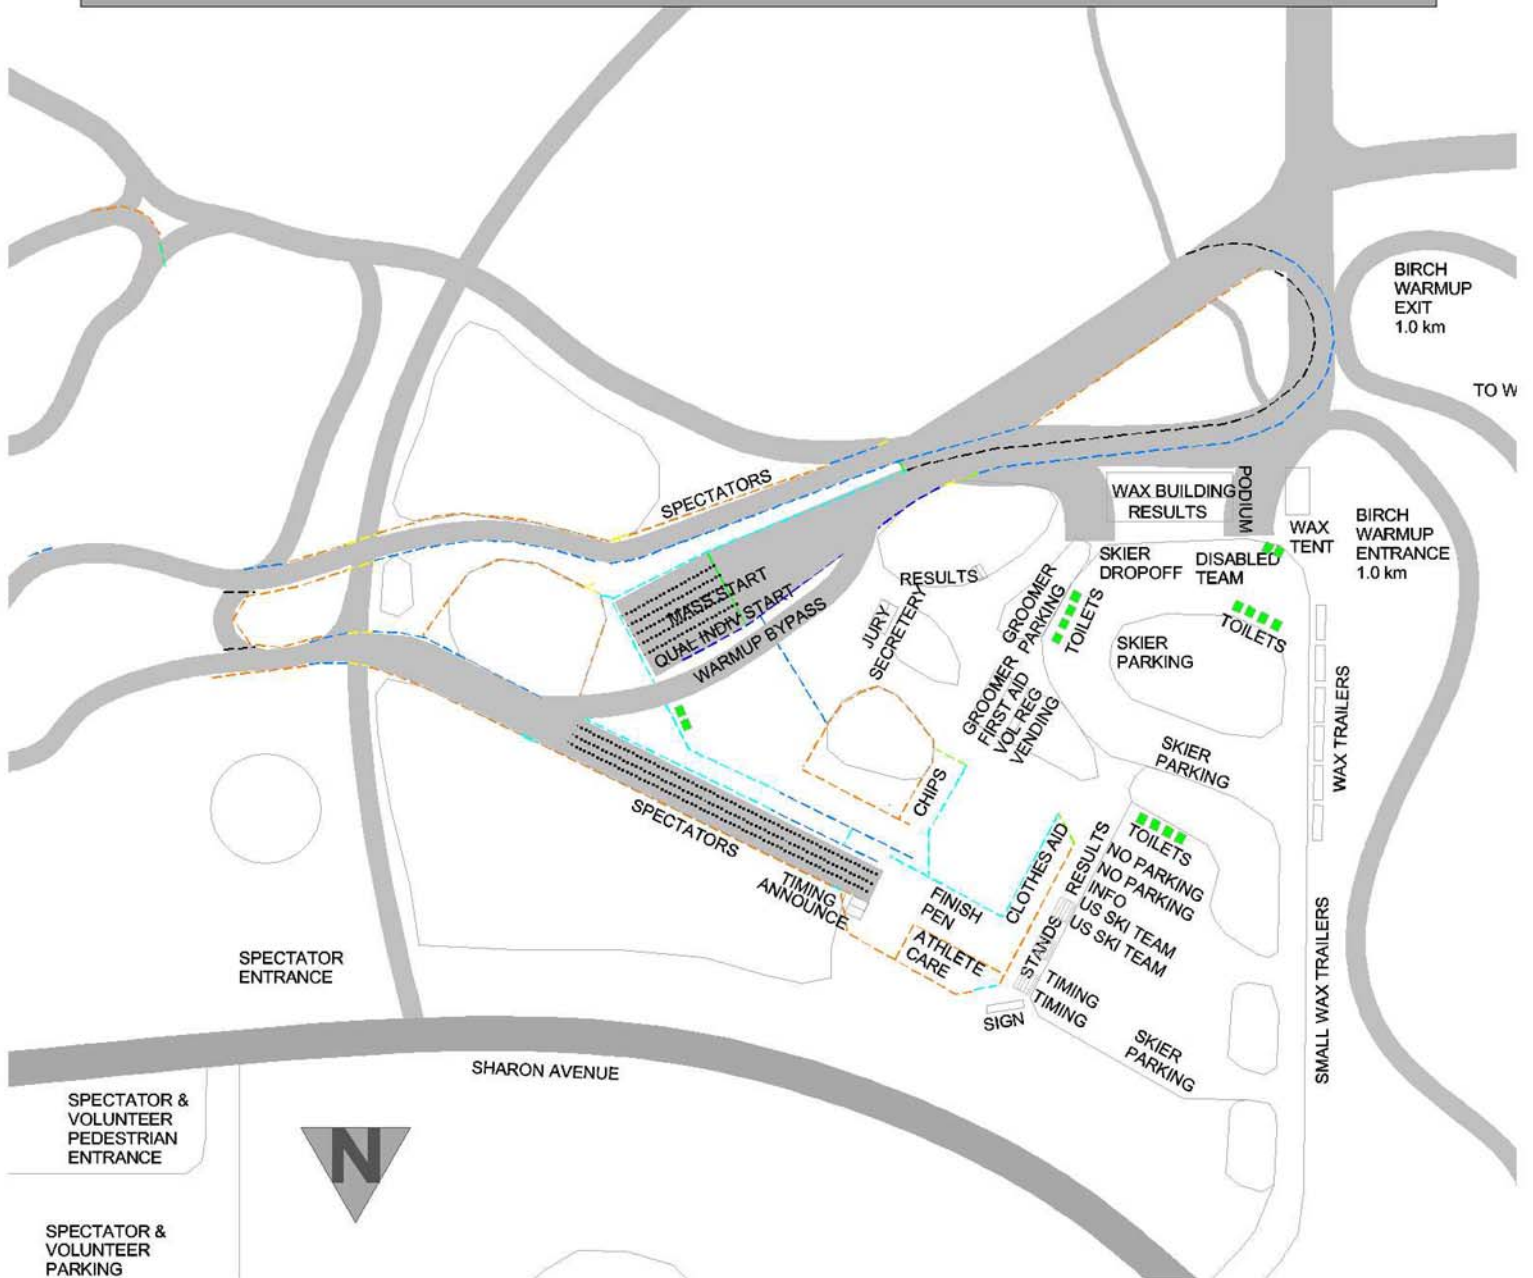 BIRCH
WARMUP
EXIT
1.0 km
TO W
SPECTATORS
WAX BUILDING
RESULTS
PODIUM
WAX
TENT
BIRCH
WARMUP
ENTRANCE
1.0 km
SKIER
DROPOFF
DISABLED
TEAM
MASS START
QUAL INDIV START
WARMUP BYPASS
RESULTS
JURY
SECRETERY
GROOMER
PARKING
TOILETS
TOILETS
SKIER
PARKING
GROOMER
FIRST AID
VOL REG
VENDING
WAX TRAILERS
SKIER
PARKING
CHIPS
SPECTATORS
TIMING
ANNOUNCE
FINISH
PEN
CLOTHES AID
RESULTS
TOILETS
NO PARKING
NO PARKING
INFO
US SKI TEAM
US SKI TEAM
ATHLETE
CARE
STANDS
TIMING
TIMING
SIGN
SKIER
PARKING
SMALL WAX TRAILERS
SPECTATOR
ENTRANCE
SHARON AVENUE
SPECTATOR &
VOLUNTEER
PEDESTRIAN
ENTRANCE
N
SPECTATOR &
VOLUNTEER
PARKING